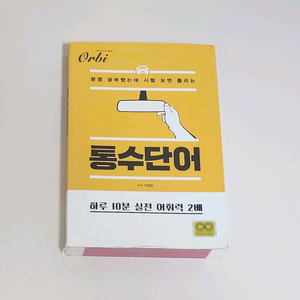 Orbi
분명 공부했는데 시험 보면 틀리는
통수단어
하루 10분 실전 어휘력 2배